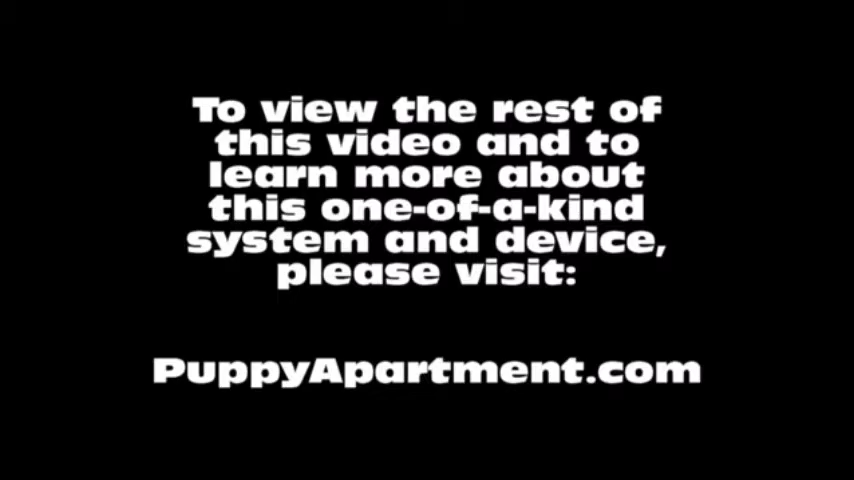 To view the rest of
this video and to
learn more about
this one-of-a-kind
system and device,
please visit:
PuppyApartment.com